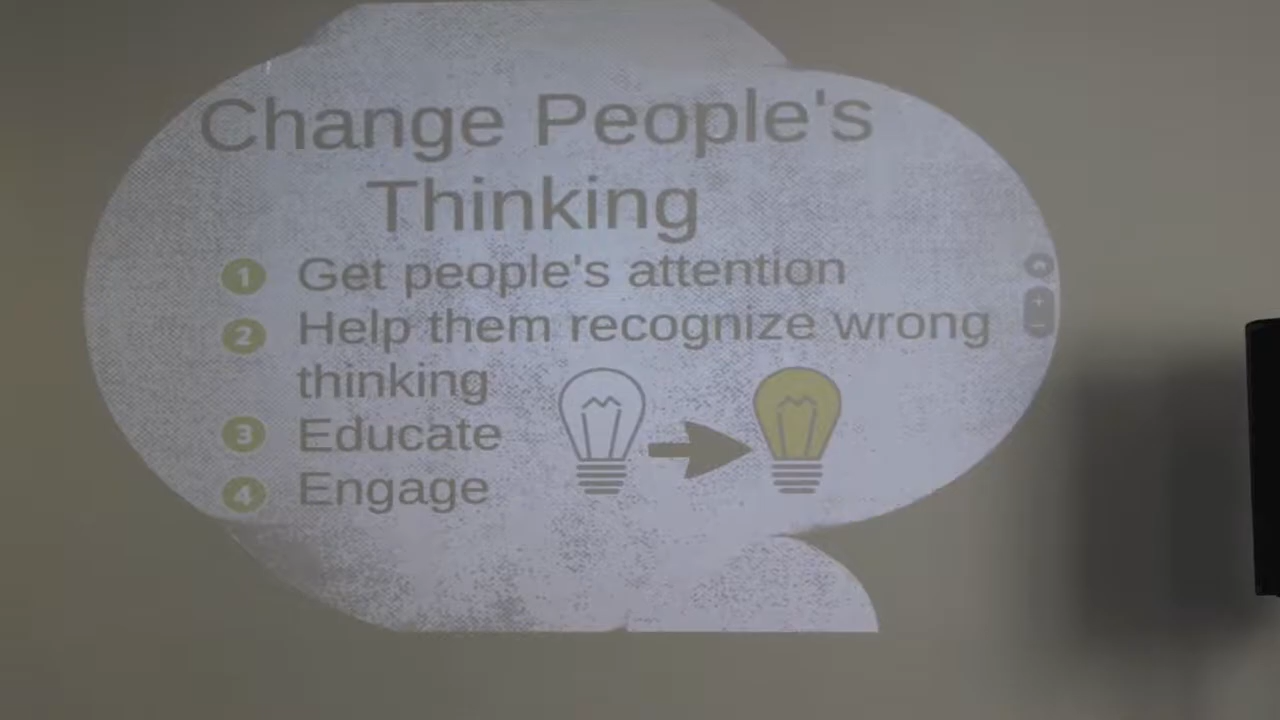 Change People's
Thinking
1 Get people's attention
2 Help them recognize wrong
thinking
3 Educate
4 Engage